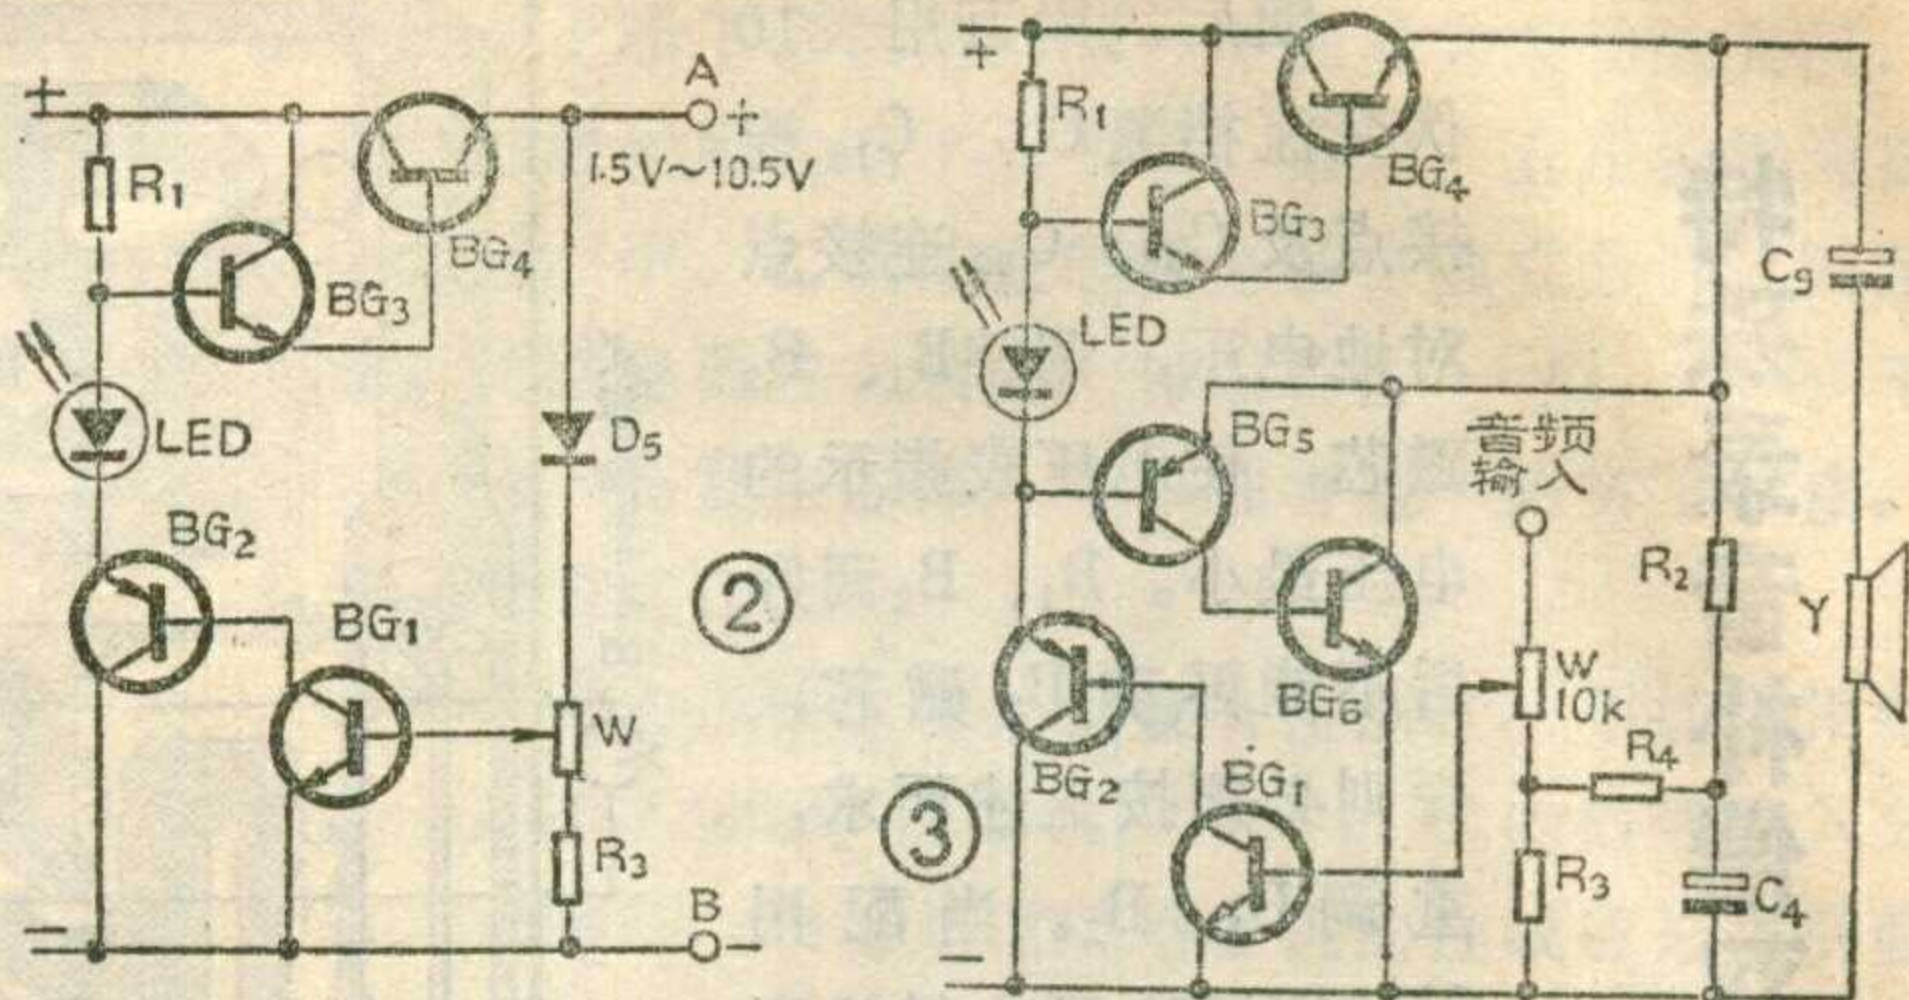 +
A
+
1.5V~10.5V
R₁
BG₄
BG₃
LED
D₅
BG₂
BG₁
W
R₃
B
-
-
②
+
R₁
BG₄
BG₃
C₉
LED
BG₅
音频
输入
R₂
Y
W
10k
BG₆
R₄
BG₂
BG₁
R₃
C₄
-
③